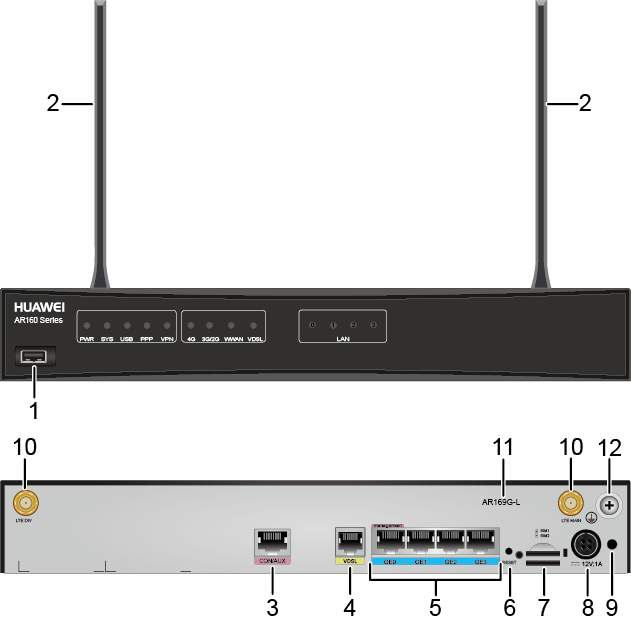 2
2
HUAWEI
AR160 Series
PWR SYS USB PPP VPN
4G 3G/2G WWAN VDSL
0 1 2 3
LAN
1
10
11
10
12
AR169G-L
LTE DIV
LTE MAIN
Management
SIM1
SIM2
CON/AUX
VDSL
GE0 GE1 GE2 GE3
RESET
12V;1A
3
4
5
6
7
8
9